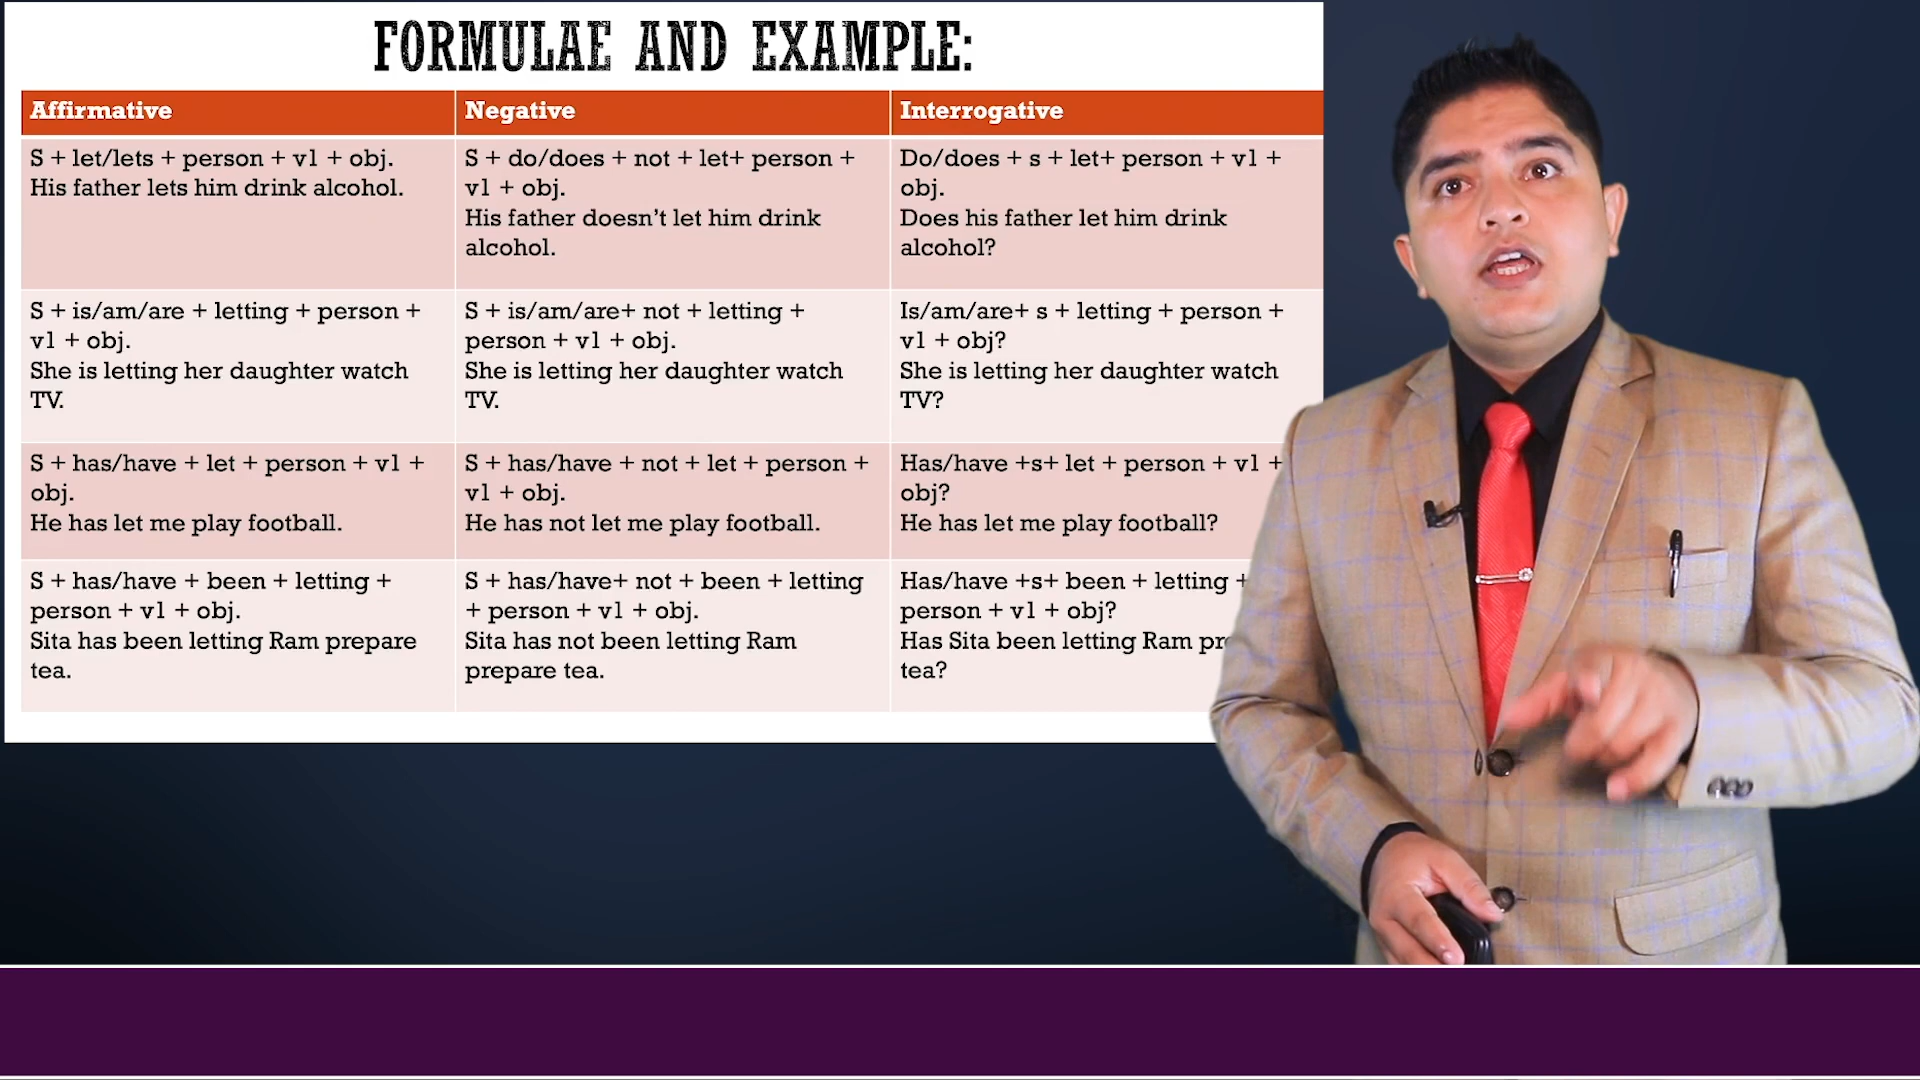 FORMULAE AND EXAMPLE:
Affirmative
Negative
Interrogative
S + let/lets + person + v1 + obj.
His father lets him drink alcohol.
S + do/does + not + let+ person +
v1 + obj.
His father doesn't let him drink
alcohol.
Do/does + s + let+ person + v1 +
obj.
Does his father let him drink
alcohol?
S + is/am/are + letting + person +
v1 + obj.
She is letting her daughter watch
TV.
S + is/am/are+ not + letting +
person + v1 + obj.
She is letting her daughter watch
TV.
Is/am/are+ s + letting + person +
v1 + obj?
She is letting her daughter watch
TV?
S + has/have + let + person + v1 +
obj.
He has let me play football.
S + has/have + not + let + person +
v1 + obj.
He has not let me play football.
Has/have +s+ let + person + v1 +
obj?
He has let me play football?
S + has/have + been + letting +
person + v1 + obj.
Sita has been letting Ram prepare
tea.
S + has/have+ not + been + letting
+ person + v1 + obj.
Sita has not been letting Ram
prepare tea.
Has/have +s+ been + letting +
person + v1 + obj?
Has Sita been letting Ram
tea?